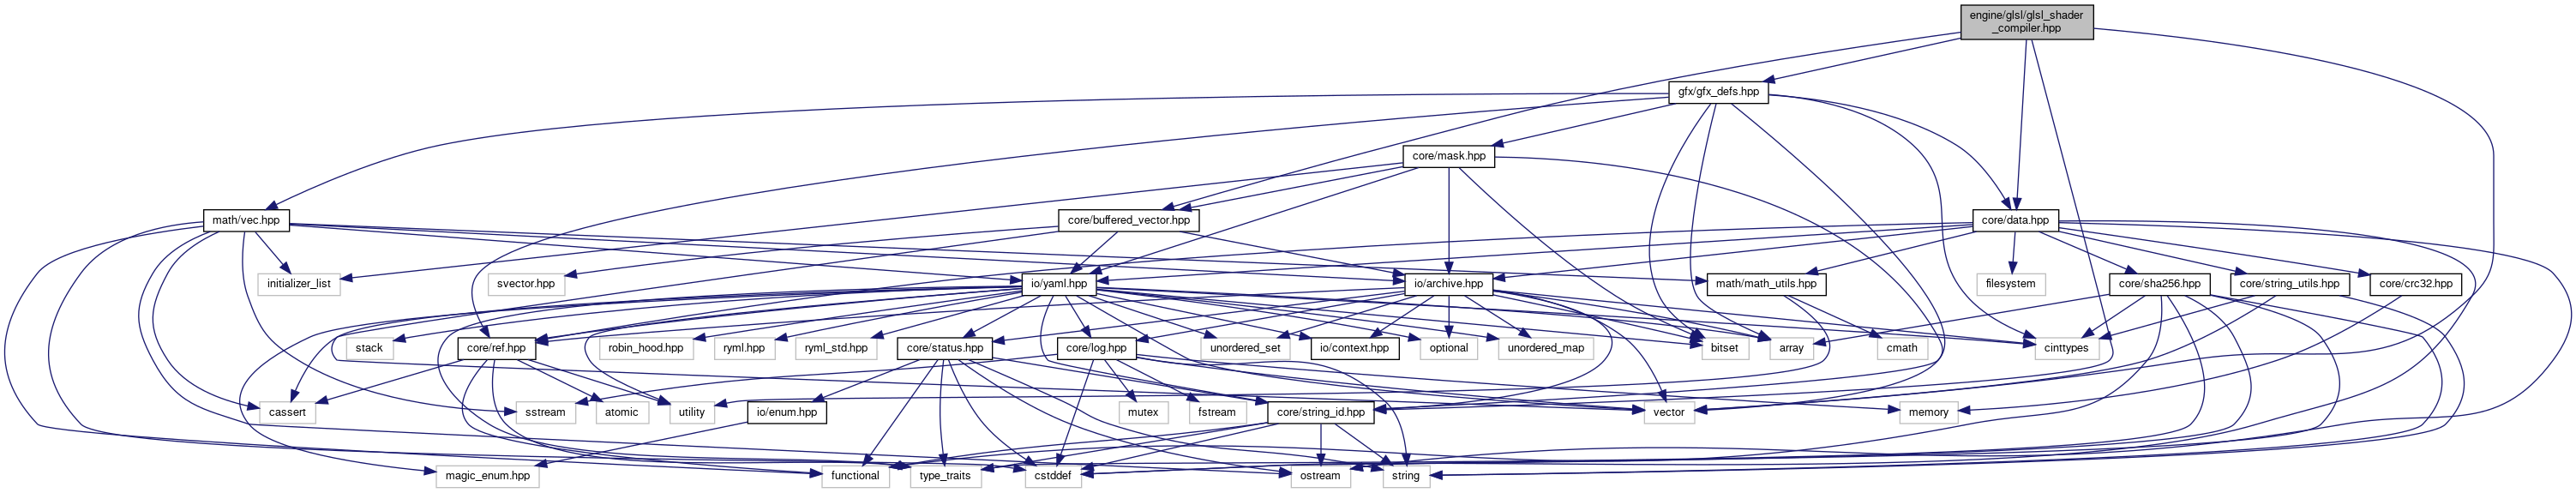 engine/glsl/glsl_shader
_compiler.hpp
gfx/gfx_defs.hpp
core/mask.hpp
math/vec.hpp
core/buffered_vector.hpp
core/data.hpp
initializer_list
svector.hpp
io/yaml.hpp
io/archive.hpp
math/math_utils.hpp
filesystem
core/sha256.hpp
core/string_utils.hpp
core/crc32.hpp
stack
core/ref.hpp
robin_hood.hpp
ryml.hpp
ryml_std.hpp
core/status.hpp
core/log.hpp
unordered_set
io/context.hpp
optional
unordered_map
bitset
array
cmath
cinttypes
cassert
sstream
atomic
utility
io/enum.hpp
mutex
fstream
core/string_id.hpp
vector
memory
magic_enum.hpp
functional
type_traits
cstddef
ostream
string